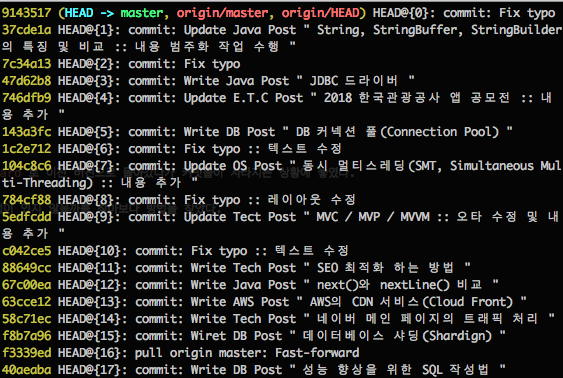 9143517 (HEAD -> master, origin/master, origin/HEAD) HEAD@{0}: commit: Fix typo
37cde1a HEAD@{1}: commit: Update Java Post " String, StringBuffer, StringBuilder
의 특징 및 비교 :: 내용 범주화 작업 수행 "
7c34a13 HEAD@{2}: commit: Fix typo
47d62b8 HEAD@{3}: commit: Write Java Post " JDBC 드라이버 "
746dfb9 HEAD@{4}: commit: Update E.T.C Post " 2018 한국관광공사 앱 공모전 :: 내
용 추가 "
143a3fc HEAD@{5}: commit: Write DB Post " DB 커넥션 풀(Connection Pool) "
1c2e712 HEAD@{6}: commit: Fix typo :: 텍스트 수정
104c8c6 HEAD@{7}: commit: Update OS Post " 동시 멀티스레딩(SMT, Simultaneous Mul
ti-Threading) :: 내용 추가 "
784cf88 HEAD@{8}: commit: Fix typo :: 레이아웃 수정
5edfcdd HEAD@{9}: commit: Update Tect Post " MVC / MVP / MVVM :: 오타 수정 및 내
용 추가 "
c042ce5 HEAD@{10}: commit: Fix typo :: 텍스트 수정
88649cc HEAD@{11}: commit: Write Tech Post " SEO 최적화 하는 방법 "
67c00ea HEAD@{12}: commit: Write Java Post " next()와 nextLine() 비교 "
63cce12 HEAD@{13}: commit: Write AWS Post " AWS의 CDN 서비스(Cloud Front) "
58c71ec HEAD@{14}: commit: Write Tech Post " 네이버 메인 페이지의 트래픽 처리 "
f8b7a96 HEAD@{15}: commit: Wiret DB Post " 데이터베이스 샤딩(Shardign) "
f3339ed HEAD@{16}: pull origin master: Fast-forward
40aeaba HEAD@{17}: commit: Write DB Post " 성능 향상을 위한 SQL 작성법 "